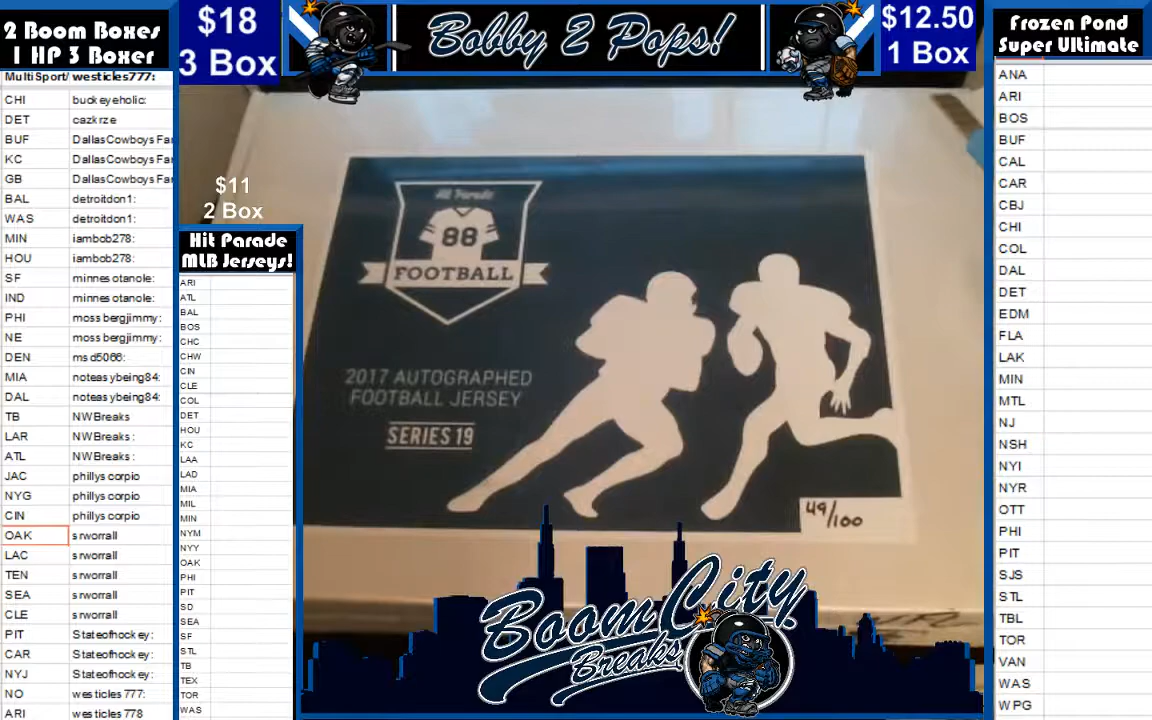 2 Boom Boxes
1 HP 3 Boxer
MultiSport/ westicles777:
CHI buckeyeholic:
DET cazkrze
BUF DallasCowboys Fa
KC DallasCowboys Fa
GB DallasCowboys Fa
BAL detroitdon1:
WAS detroitdon1:
MIN iambob278:
HOU iambob278:
SF minnesotanole:
IND minnesotanole:
PHI mossbergjimmy:
NE mossbergjimmy:
DEN msd5066:
MIA noteasybeing84:
DAL noteasybeing84:
TB NWBreaks
LAR NWBreaks:
ATL NWBreaks:
JAC phillyscorpio
NYG phillyscorpio
CIN phillyscorpio
OAK srworrall
LAC srworrall
TEN srworrall
SEA srworrall
CLE srworrall
PIT Stateofhockey:
CAR Stateofhockey:
NYJ Stateofhockey:
NO westicles777:
ARI westicles778
$18
3 Box
$11
2 Box
Hit Parade
MLB Jerseys!
ARI
ATL
BAL
BOS
CHC
CHW
CIN
CLE
COL
DET
HOU
KC
LAA
LAD
MIA
MIL
MIN
NYM
NYY
OAK
PHI
PIT
SD
SEA
SF
STL
TB
TEX
TOR
WAS
Bobby 2 Pops!
Hit Parade
88
FOOTBALL
2017 AUTOGRAPHED
FOOTBALL JERSEY
SERIES 19
49/100
Boom City
Breaks
$12.50
1 Box
Frozen Pond
Super Ultimate
ANA
ARI
BOS
BUF
CAL
CAR
CBJ
CHI
COL
DAL
DET
EDM
FLA
LAK
MIN
MTL
NJ
NSH
NYI
NYR
OTT
PHI
PIT
SJS
STL
TBL
TOR
VAN
WAS
WPG